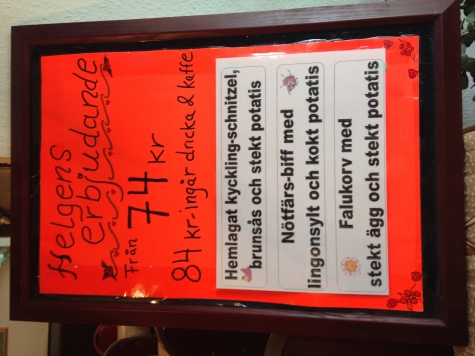 Helgens
erbjudande
Från 74 kr
84 kr-ingår dricka & kaffe
Hemlagat kyckling-schnitzel,
brunsås och stekt potatis
Nötfärs-biff med
lingonsylt och kokt potatis
Falukorv med
stekt ägg och stekt potatis